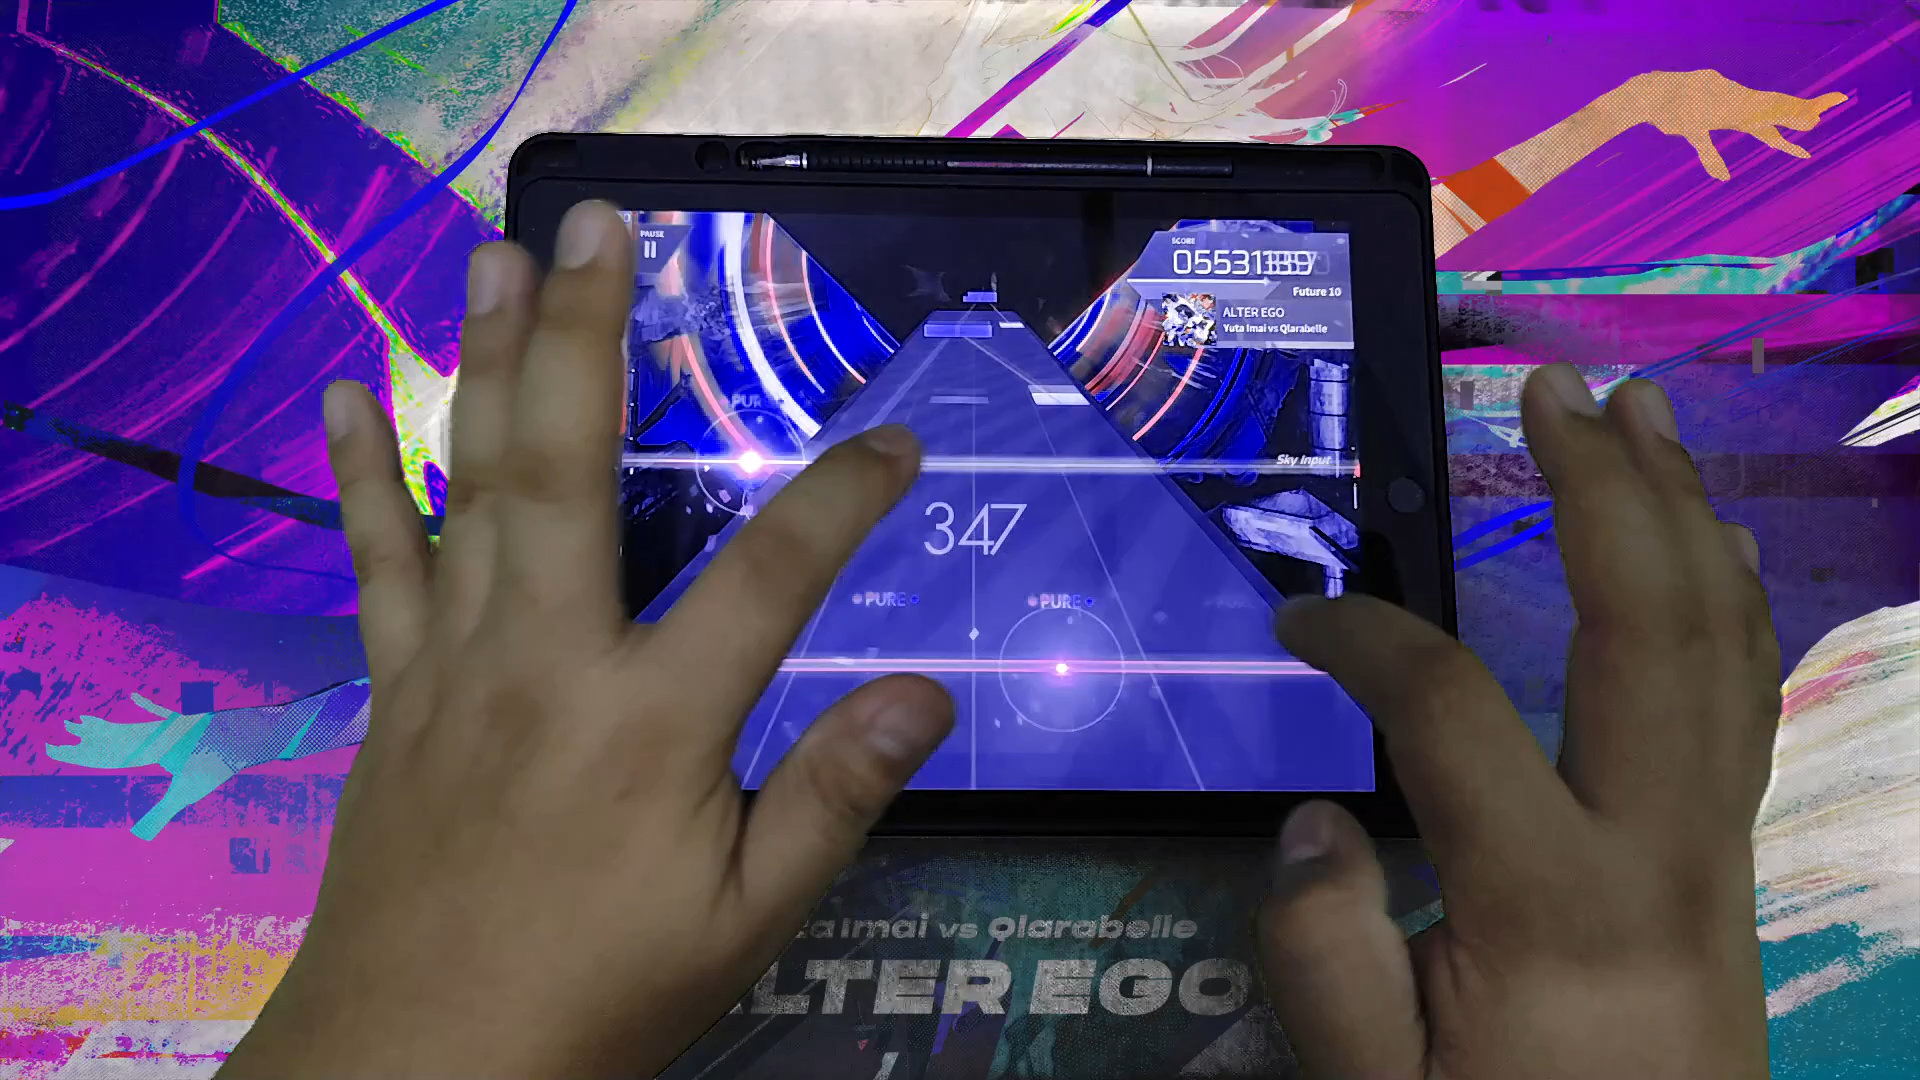 PAUSE
SCORE
Future 10
ALTER EGO
Yuta Imai vs Qlarabelle
PUR
Sky Input
347
PURE
PURE
Imai vs Qlarabelle
LTER EGO